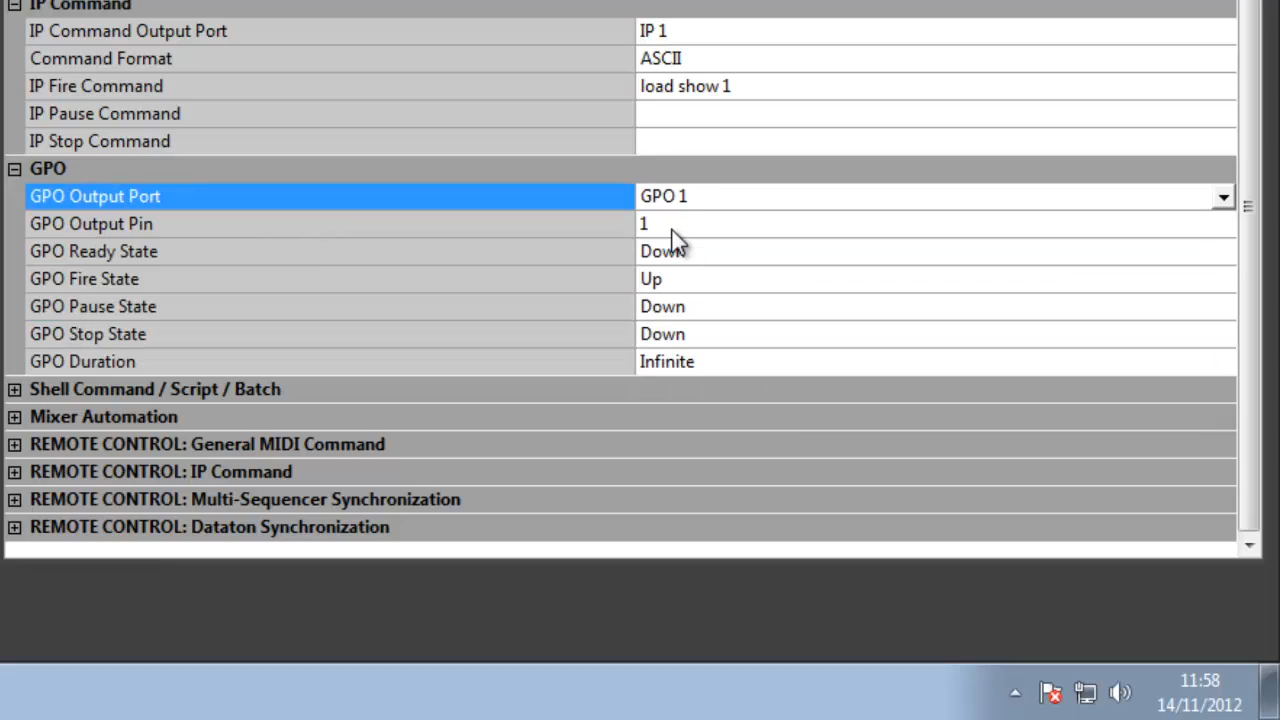 IP Command
IP Command Output Port IP 1
Command Format ASCII
IP Fire Command load show 1
IP Pause Command
IP Stop Command
GPO
GPO Output Port GPO 1
GPO Output Pin 1
GPO Ready State Down
GPO Fire State Up
GPO Pause State Down
GPO Stop State Down
GPO Duration Infinite
Shell Command / Script / Batch
Mixer Automation
REMOTE CONTROL: General MIDI Command
REMOTE CONTROL: IP Command
REMOTE CONTROL: Multi-Sequencer Synchronization
REMOTE CONTROL: Dataton Synchronization
11:58
14/11/2012